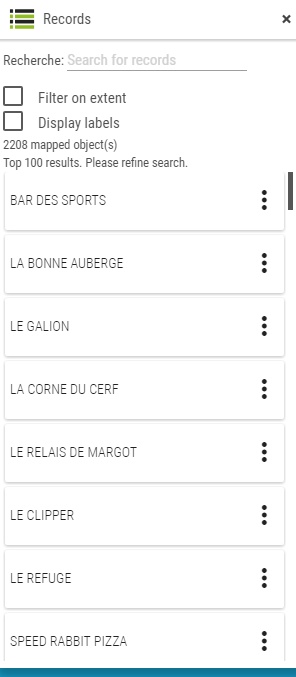 Records
×
Recherche: Search for records
Filter on extent
Display labels
2208 mapped object(s)
Top 100 results. Please refine search.
BAR DES SPORTS
LA BONNE AUBERGE
LE GALION
LA CORNE DU CERF
LE RELAIS DE MARGOT
LE CLIPPER
LE REFUGE
SPEED RABBIT PIZZA